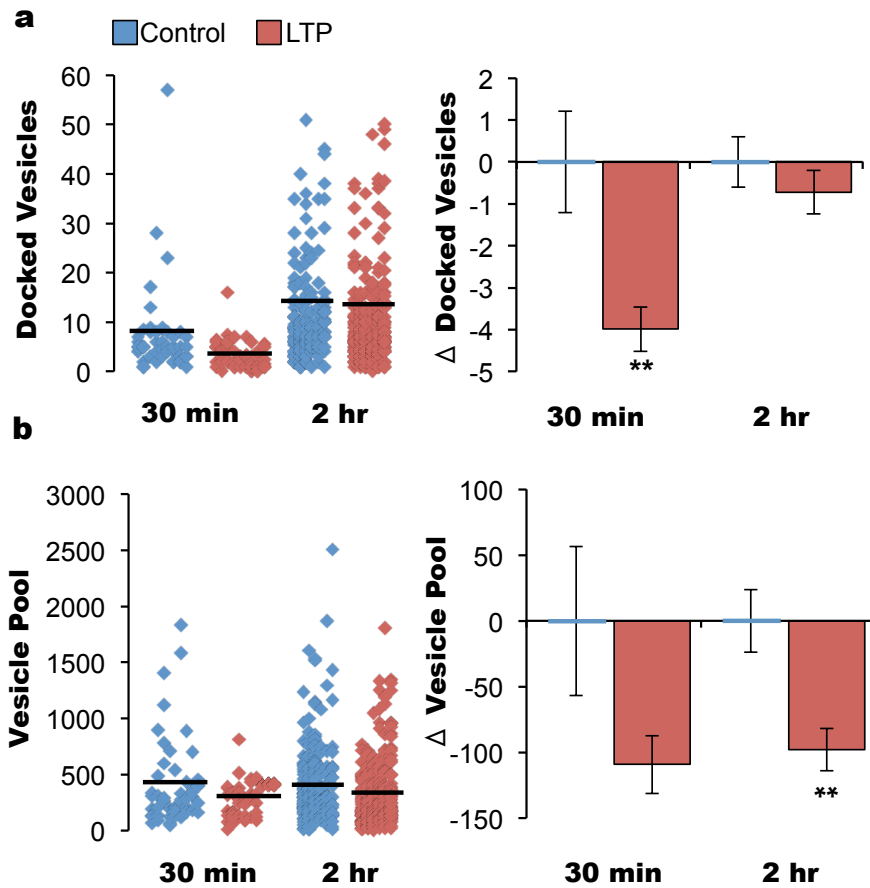 a
Control LTP
Docked Vesicles
60
50
40
30
20
10
0
30 min 2 hr
Δ Docked Vesicles
2
1
0
-1
-2
-3
-4
-5
**
30 min 2 hr
b
Vesicle Pool
3000
2500
2000
1500
1000
500
0
30 min 2 hr
Δ Vesicle Pool
100
50
0
-50
-100
-150
**
30 min 2 hr